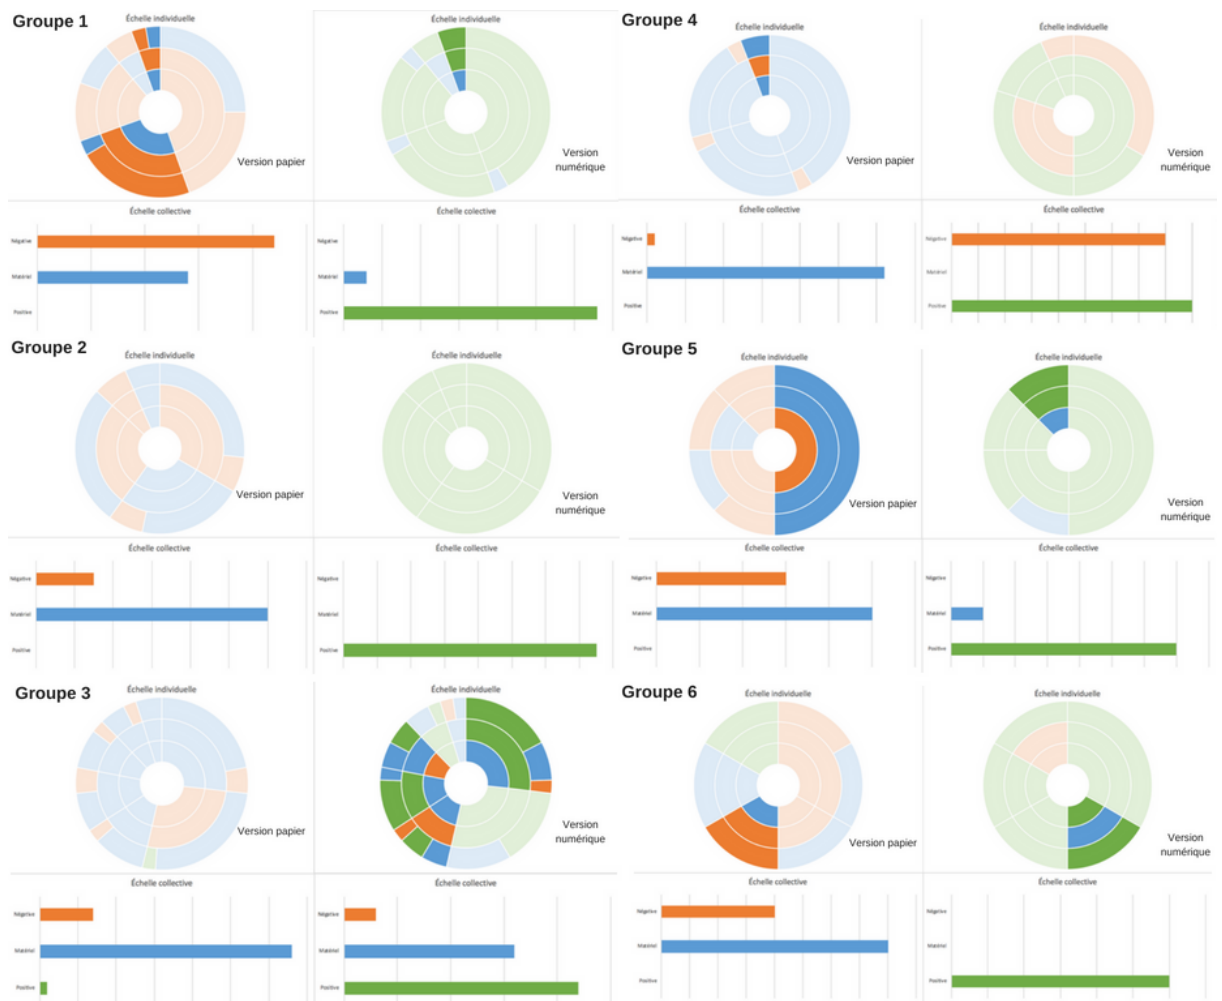 Groupe 1
Échelle individuelle
Version papier
Échelle individuelle
Version
numérique
Échelle collective
Négative
Matériel
Positive
Échelle collective
Négative
Matériel
Positive
Groupe 4
Échelle individuelle
Version papier
Échelle individuelle
Version
numérique
Échelle collective
Négative
Matériel
Positive
Échelle collective
Négative
Matériel
Positive
Groupe 2
Échelle individuelle
Version papier
Échelle individuelle
Version
numérique
Échelle collective
Négative
Matériel
Positive
Échelle collective
Négative
Matériel
Positive
Groupe 5
Échelle individuelle
Version papier
Échelle individuelle
Version
numérique
Échelle collective
Négative
Matériel
Positive
Échelle collective
Négative
Matériel
Positive
Groupe 3
Échelle individuelle
Version papier
Échelle individuelle
Version
numérique
Échelle collective
Négative
Matériel
Positive
Échelle collective
Négative
Matériel
Positive
Groupe 6
Échelle individuelle
Version papier
Échelle individuelle
Version
numérique
Échelle collective
Négative
Matériel
Positive
Échelle collective
Négative
Matériel
Positive